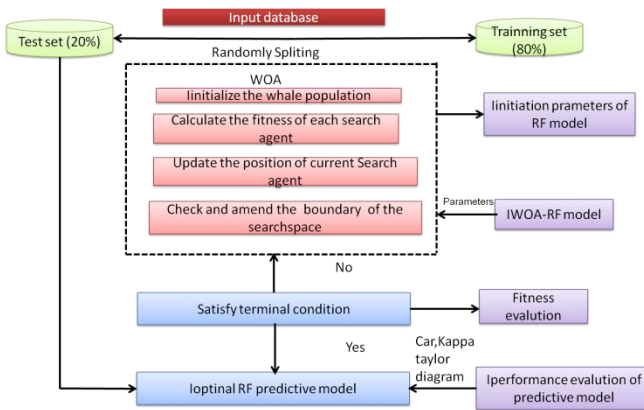 Input database
Test set (20%)
Trainning set
(80%)
Randomly Spliting
WOA
Iinitialize the whale population
Calculate the fitness of each search
agent
Update the position of current Search
agent
Check and amend the boundary of the
searchspace
Iinitiation prameters of
RF model
Parameters
IWOA-RF model
No
Satisfy terminal condition
Fitness
evalution
Yes
Car,Kappa
taylor
diagram
Ioptinal RF predictive model
Iperformance evalution of
predictive model